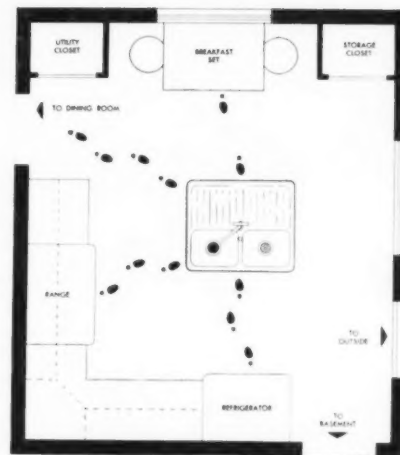 UTILITY
CLOSET
BREAKFAST
SET
STORAGE
CLOSET
TO DINING ROOM
RANGE
TO
OUTSIDE
REFRIGERATOR
TO
BASEMENT